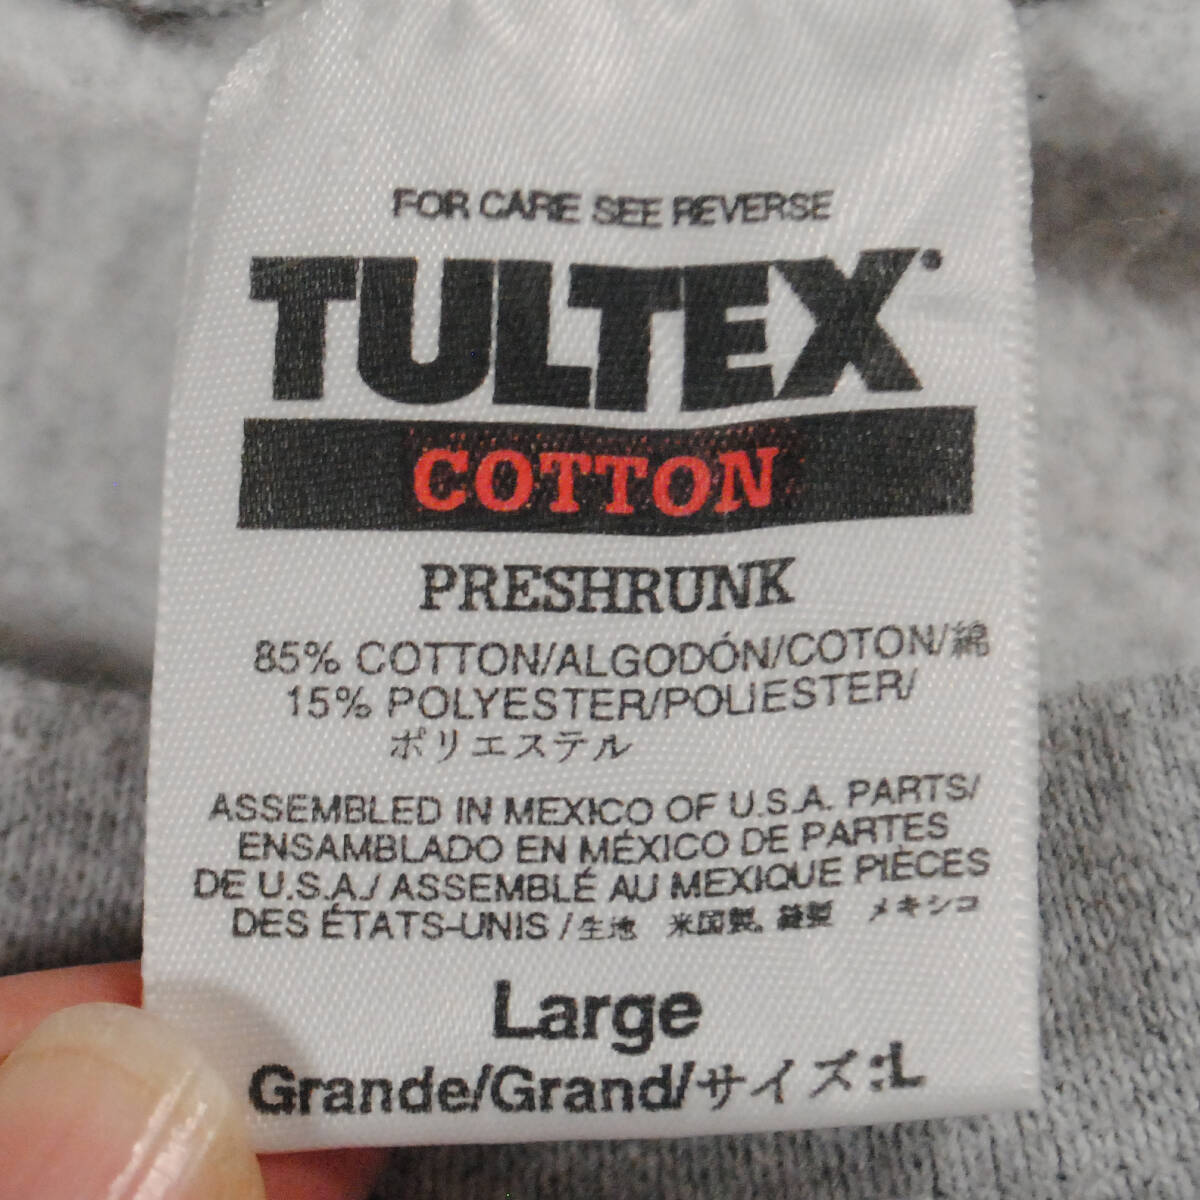 FOR CARE SEE REVERSE
TULTEX
COTTON
PRESHRUNK
85% COTTON/ALGODÓN/COTON/綿
15% POLYESTER/POLIESTER/
ポリエステル
ASSEMBLED IN MEXICO OF U.S.A. PARTS/
ENSAMBLADO EN MÉXICO DE PARTES
DE U.S.A./ ASSEMBLÉ AU MEXIQUE PIÈCES
DES ÉTATS-UNIS /生地 米国製。縫製 メキシコ
Large
Grande/Grand/サイズ:L